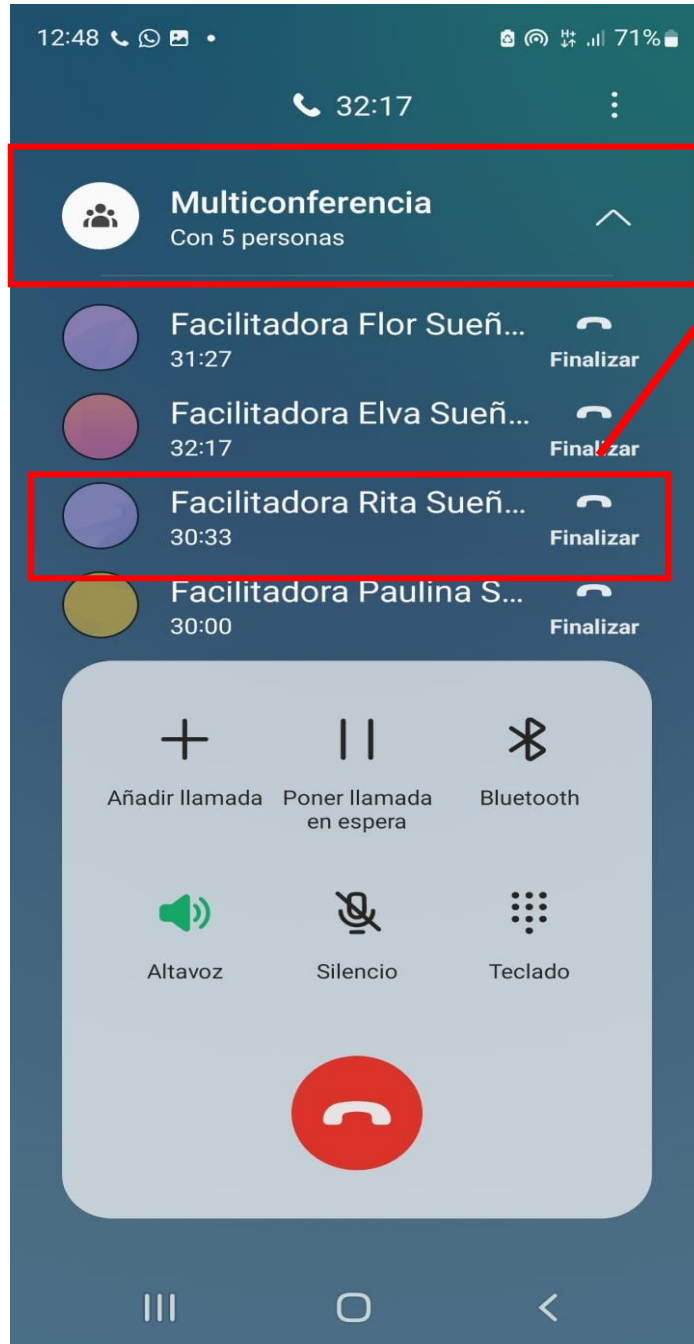 12:48
71%
32:17
Multiconferencia
Con 5 personas
Facilitadora Flor Sueñ...
31:27
Finalizar
Facilitadora Elva Sueñ...
32:17
Finalizar
Facilitadora Rita Sueñ...
30:33
Finalizar
Facilitadora Paulina S...
30:00
Finalizar
Añadir llamada
Poner llamada
en espera
Bluetooth
Altavoz
Silencio
Teclado